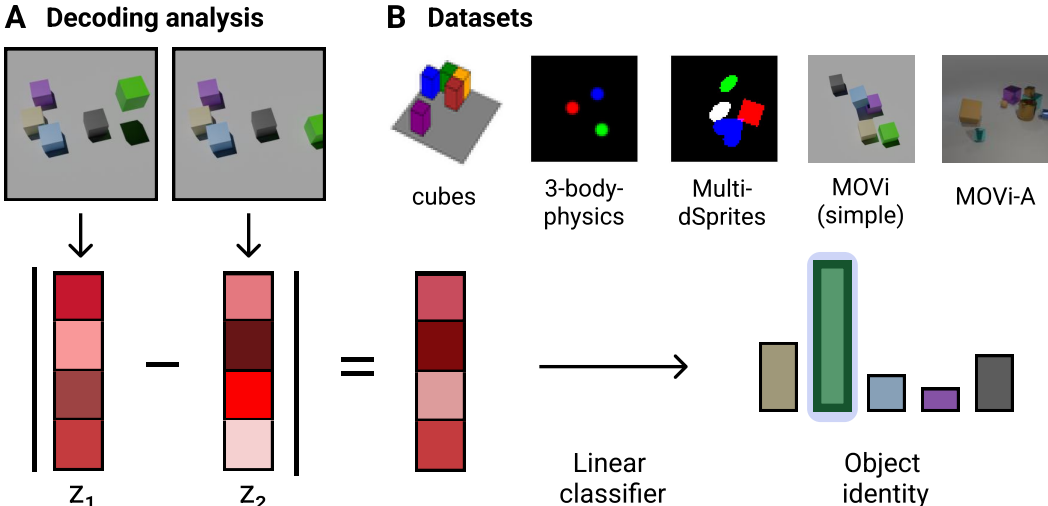 A Decoding analysis
B Datasets
cubes
3-body-
physics
Multi-
dSprites
MOVi
(simple)
MOVi-A
z1
z2
Linear
classifier
Object
identity